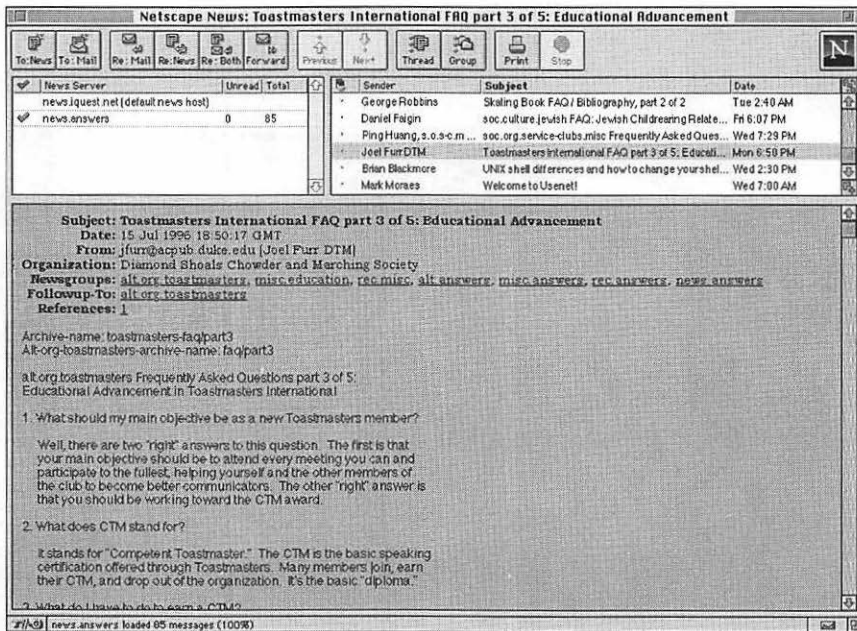 Netscape News: Toastmasters International FAQ part 3 of 5: Educational Advancement
To:News To:Mail Re:Mail Re:News Re:Both Forward Previous Next Thread Group Print Stop
N
News Server Unread Total
news.iquest.net (default news host)
news.answers 0 85
Sender Subject Date
George Robbins Skating Book FAQ / Bibliography, part 2 of 2 Tue 2:40 AM
Daniel Faigin soc.culture.jewish FAQ: Jewish Childrearing Relate... Fri 6:07 PM
Ping Huang, s.o.s-c.m ... soc.org.service-clubs.misc Frequently Asked Ques... Wed 7:29 PM
Joel Furr DTM Toastmasters International FAQ part 3 of 5: Educati... Mon 6:50 PM
Brian Blackmore UNIX shell differences and how to change your shel... Wed 2:30 PM
Mark Moraes Welcome to Usenet! Wed 7:00 AM
Subject: Toastmasters International FAQ part 3 of 5: Educational Advancement
Date: 15 Jul 1996 18:50:17 GMT
From: jfurr@acpub.duke.edu (Joel Furr DTM)
Organization: Diamond Shoals Chowder and Marching Society
Newsgroups: alt.org.toastmasters, misc.education, rec.misc, alt.answers, misc.answers, rec.answers, news.answers
Followup-To: alt.org.toastmasters
References: 1
Archive-name: toastmasters-faq/part3
Alt-org-toastmasters-archive-name: faq/part3
alt.org.toastmasters Frequently Asked Questions part 3 of 5:
Educational Advancement in Toastmasters International
1. What should my main objective be as a new Toastmasters member?
Well, there are two "right" answers to this question. The first is that
your main objective should be to attend every meeting you can and
participate to the fullest, helping yourself and the other members of
the club to become better communicators. The other "right" answer is
that you should be working toward the CTM award.
2. What does CTM stand for?
It stands for "Competent Toastmaster." The CTM is the basic speaking
certification offered through Toastmasters. Many members join, earn
their CTM, and drop out of the organization. It's the basic "diploma."
3. What do I have to do to earn a CTM?
news.answers loaded 85 messages (100%)